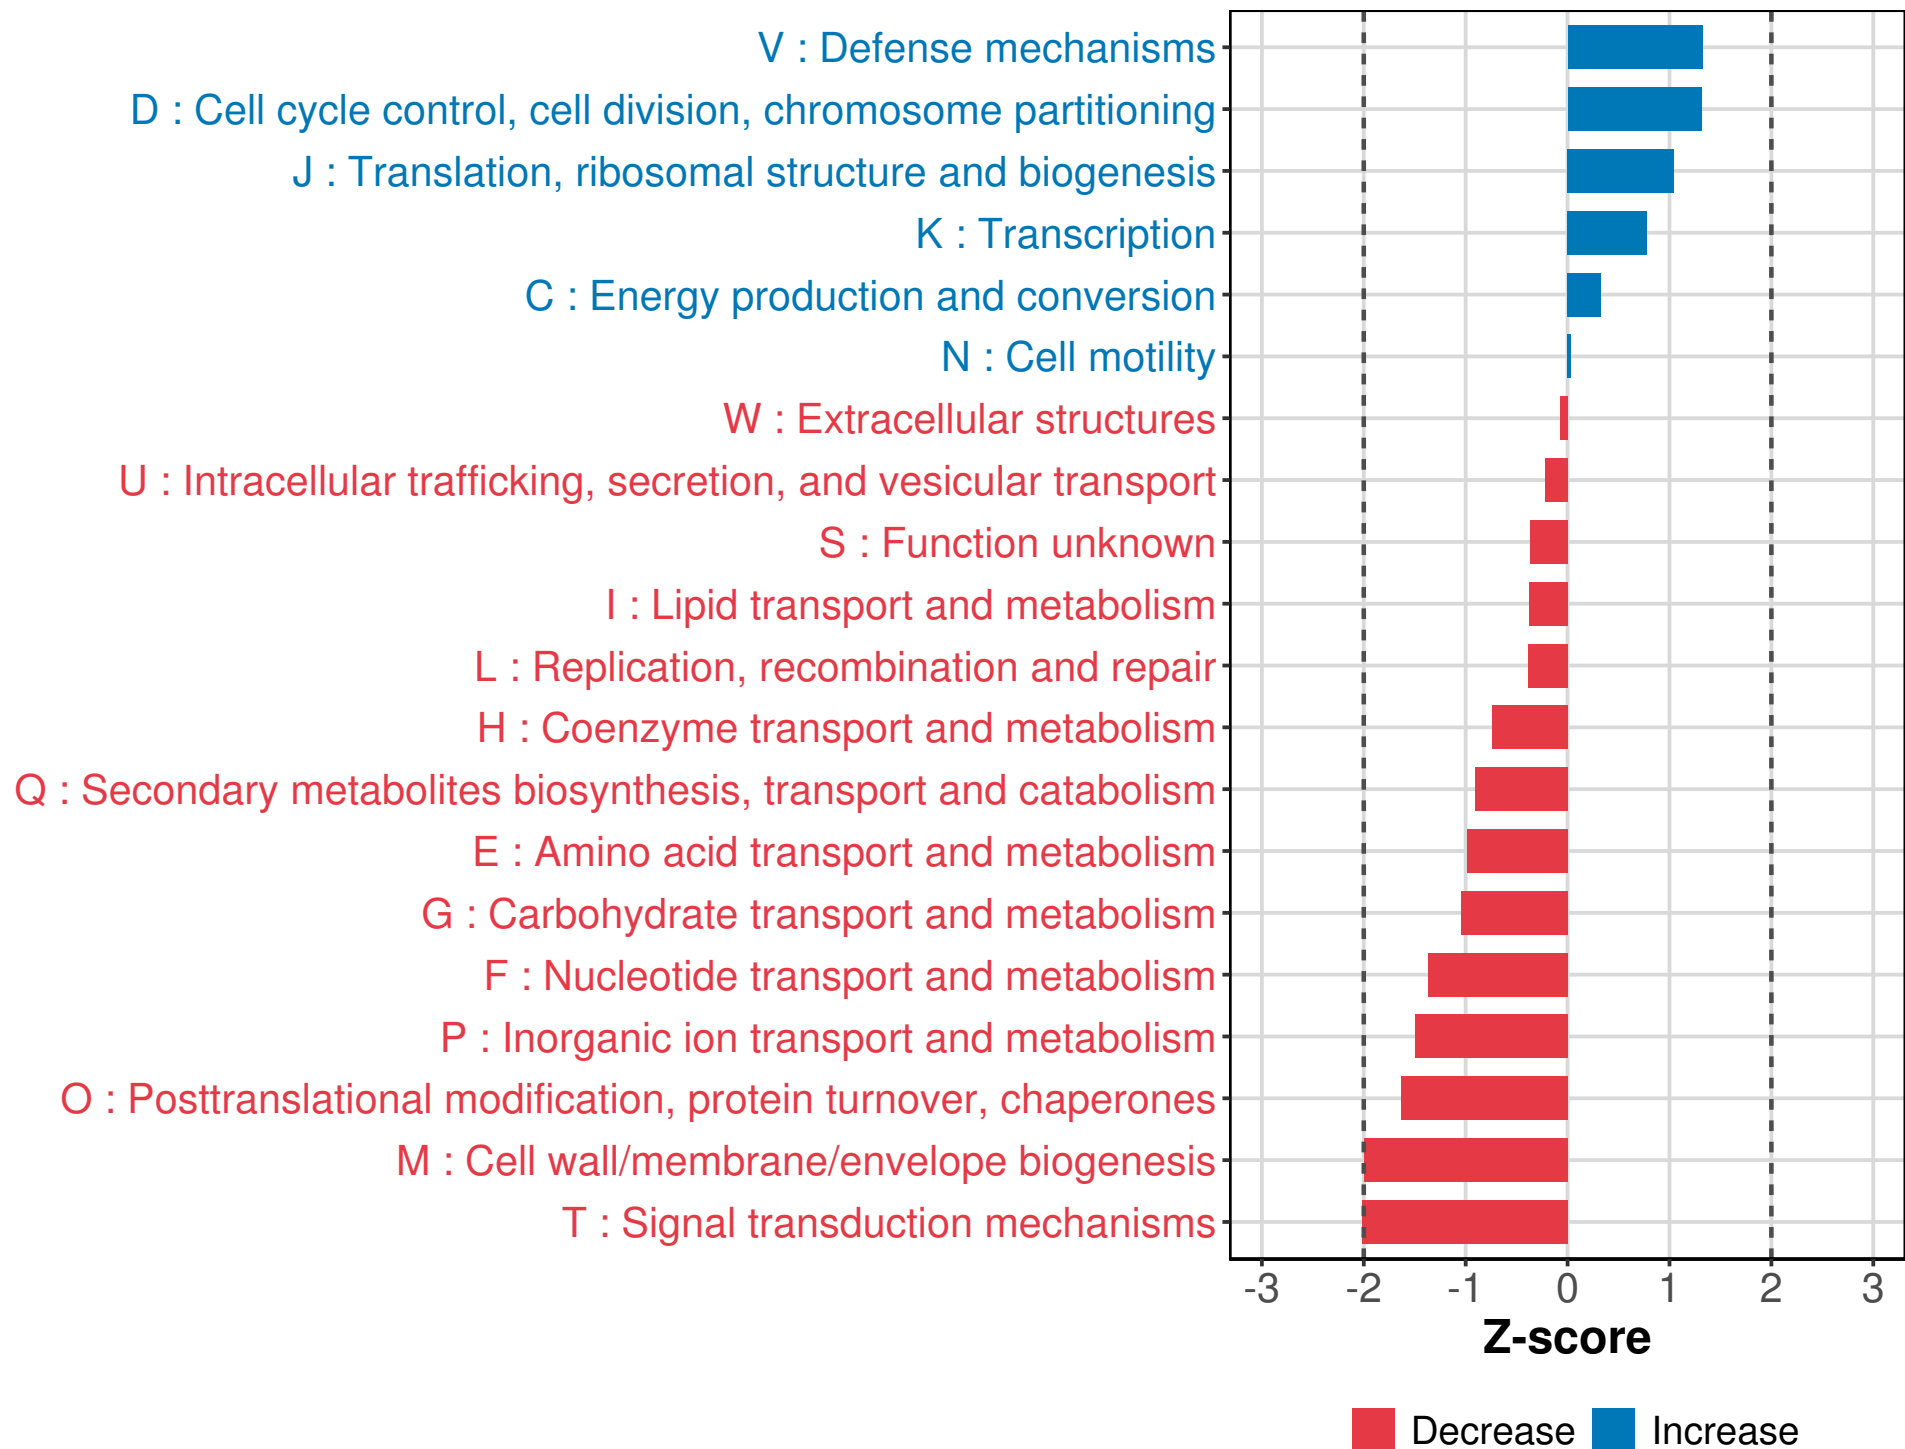 V : Defense mechanisms
D : Cell cycle control, cell division, chromosome partitioning
J : Translation, ribosomal structure and biogenesis
K : Transcription
C : Energy production and conversion
N : Cell motility
W : Extracellular structures
U : Intracellular trafficking, secretion, and vesicular transport
S : Function unknown
I : Lipid transport and metabolism
L : Replication, recombination and repair
H : Coenzyme transport and metabolism
Q : Secondary metabolites biosynthesis, transport and catabolism
E : Amino acid transport and metabolism
G : Carbohydrate transport and metabolism
F : Nucleotide transport and metabolism
P : Inorganic ion transport and metabolism
O : Posttranslational modification, protein turnover, chaperones
M : Cell wall/membrane/envelope biogenesis
T : Signal transduction mechanisms
-3 -2 -1 0 1 2 3
Z-score
Decrease Increase